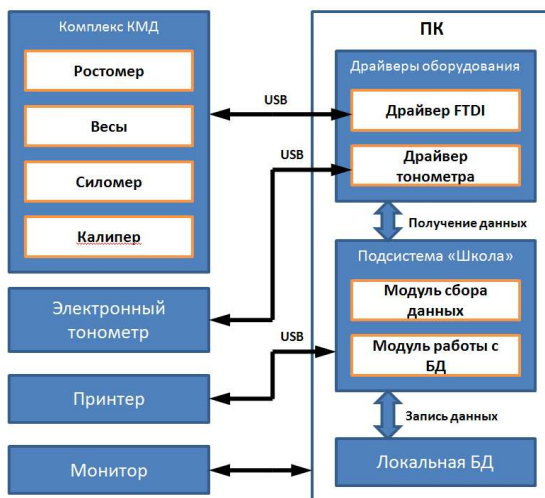 Комплекс КМД
Ростомер
Весы
Силомер
Калипер
Электронный
тонометр
Принтер
Монитор
USB
USB
USB
ПК
Драйверы оборудования
Драйвер FTDI
Драйвер
тонометра
Получение данных
Подсистема «Школа»
Модуль сбора
данных
Модуль работы с
БД
Запись данных
Локальная БД